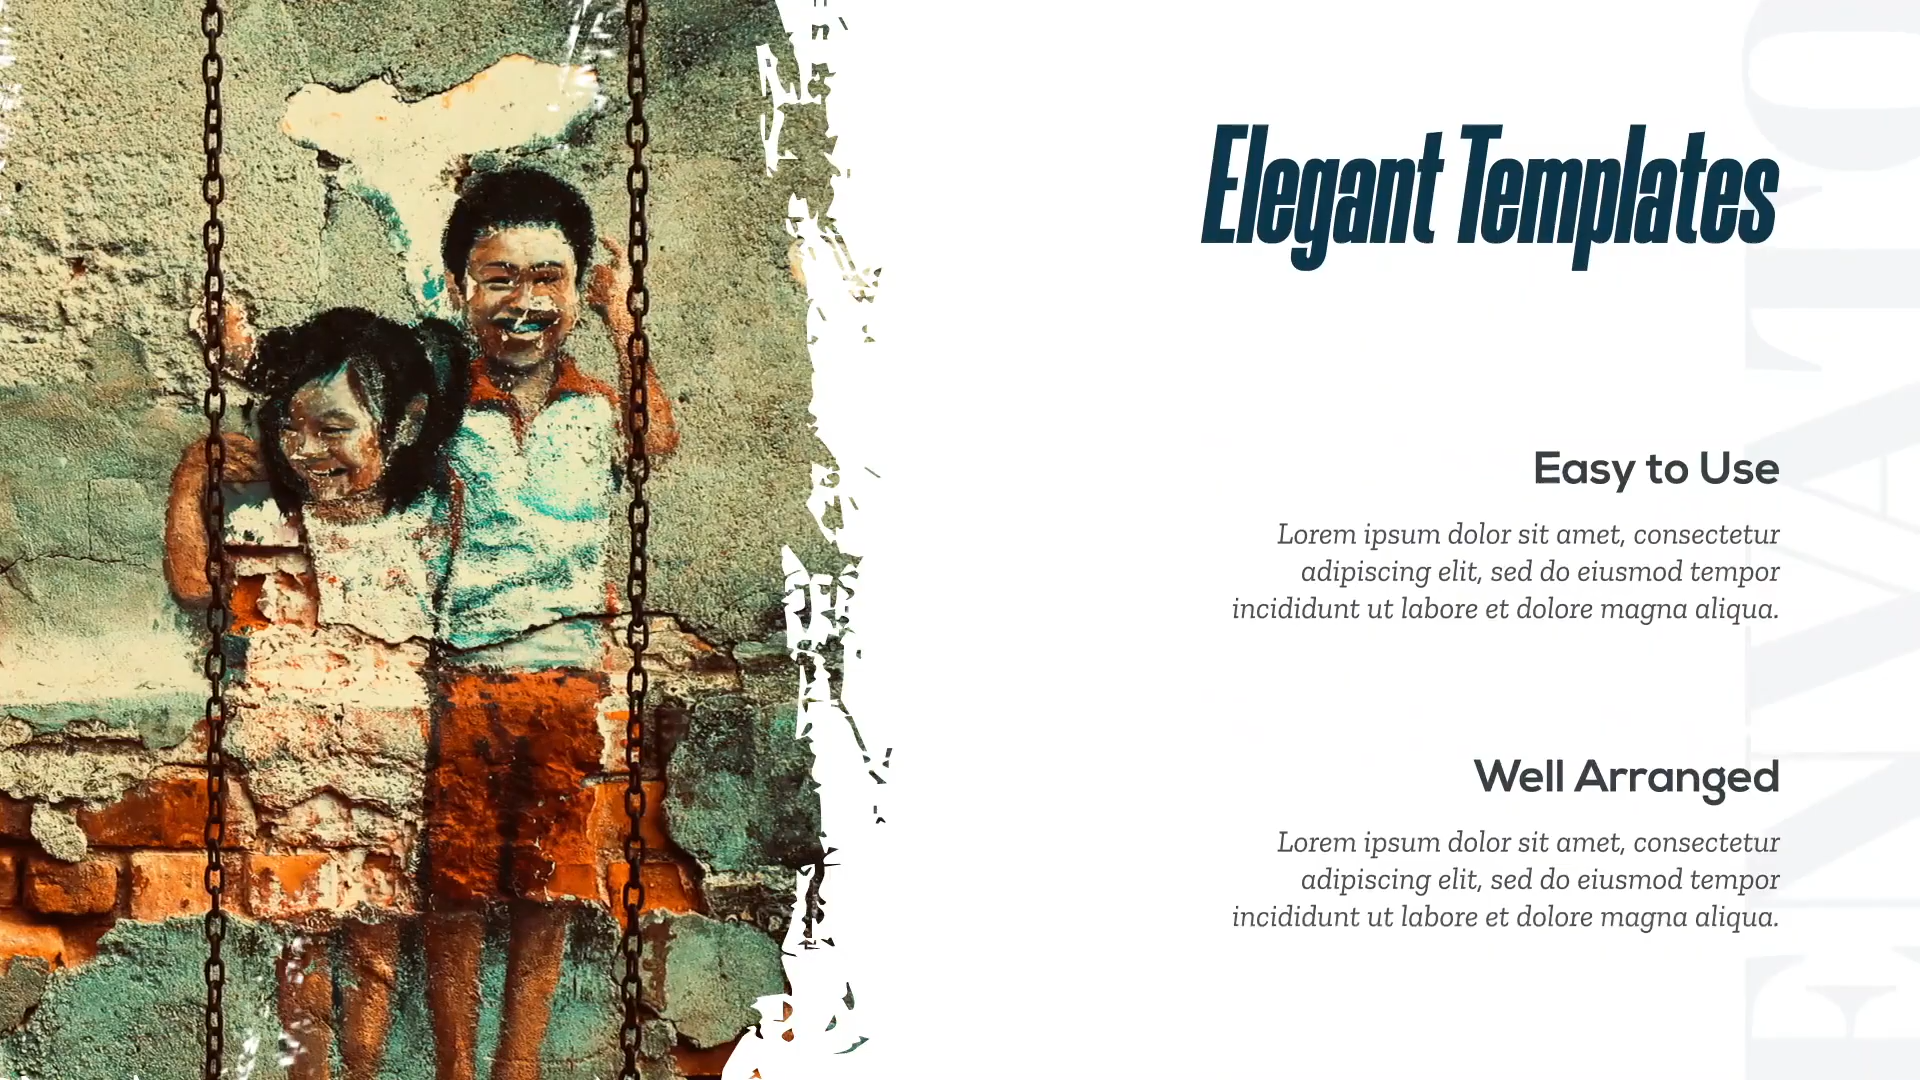 Elegant Templates
Easy to Use
Lorem ipsum dolor sit amet, consectetur
adipiscing elit, sed do eiusmod tempor
incididunt ut labore et dolore magna aliqua.
Well Arranged
Lorem ipsum dolor sit amet, consectetur
adipiscing elit, sed do eiusmod tempor
incididunt ut labore et dolore magna aliqua.
ENVATO